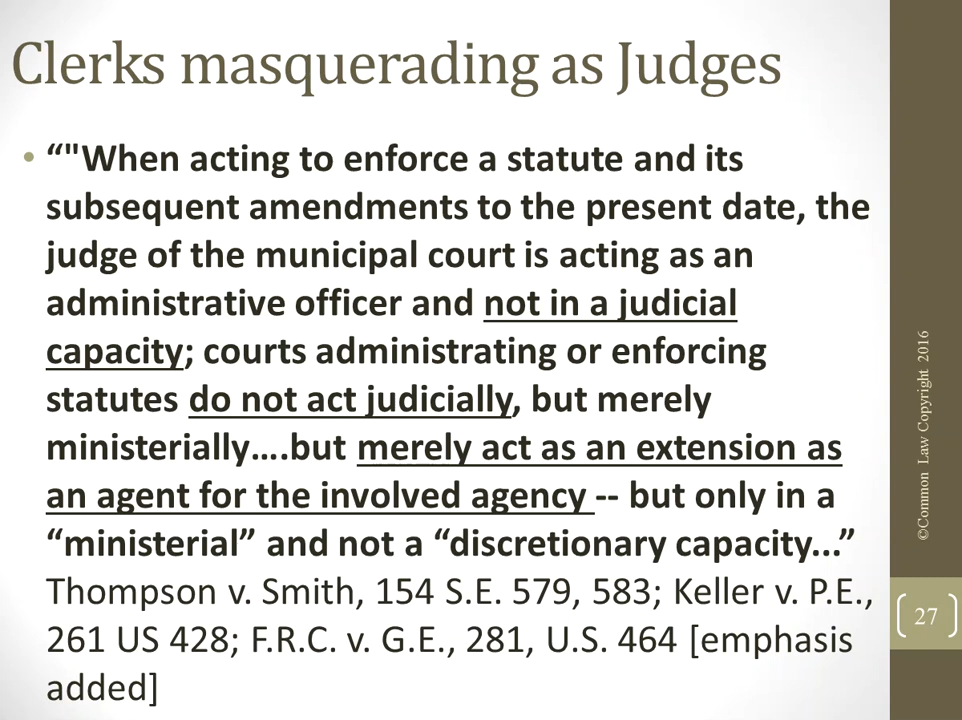 Clerks masquerading as Judges
• “"When acting to enforce a statute and its
subsequent amendments to the present date, the
judge of the municipal court is acting as an
administrative officer and not in a judicial
capacity; courts administrating or enforcing
statutes do not act judicially, but merely
ministerially….but merely act as an extension as
an agent for the involved agency -- but only in a
“ministerial” and not a “discretionary capacity...”
Thompson v. Smith, 154 S.E. 579, 583; Keller v. P.E.,
261 US 428; F.R.C. v. G.E., 281, U.S. 464 [emphasis
added]
©Common Law Copyright 2016
27